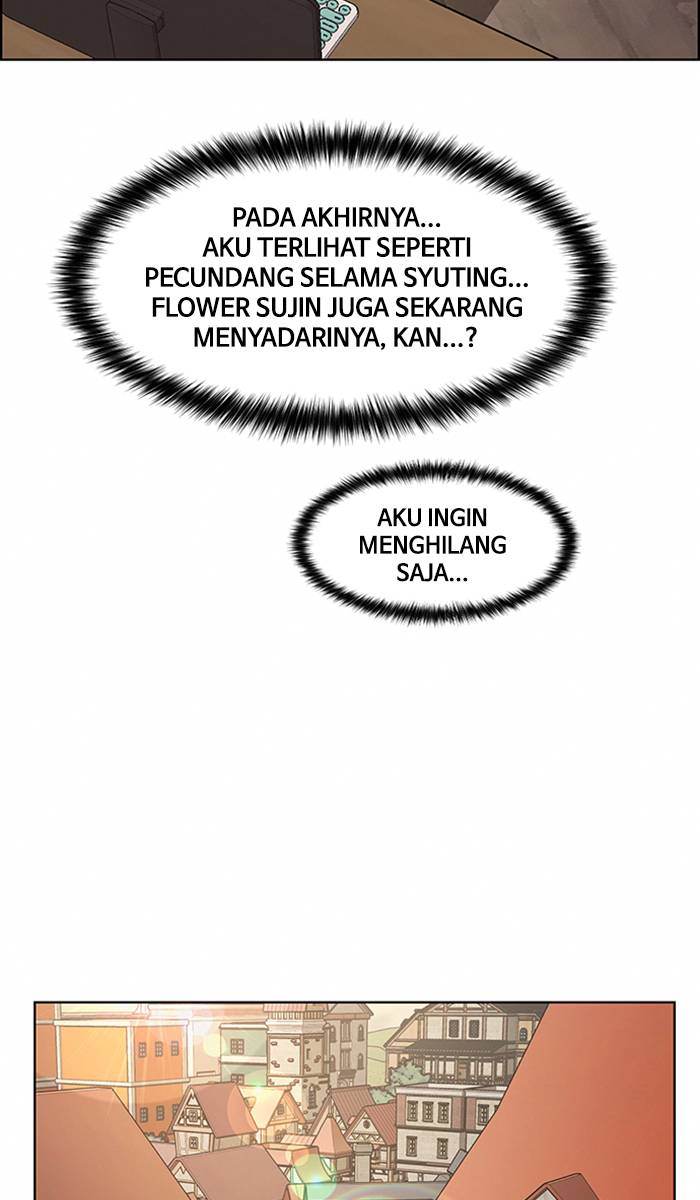 PADA AKHIRNYA...
AKU TERLIHAT SEPERTI
PECUNDANG SELAMA SYUTING...
FLOWER SUJIN JUGA SEKARANG
MENYADARINYA, KAN...?
AKU INGIN
MENGHILANG
SAJA...